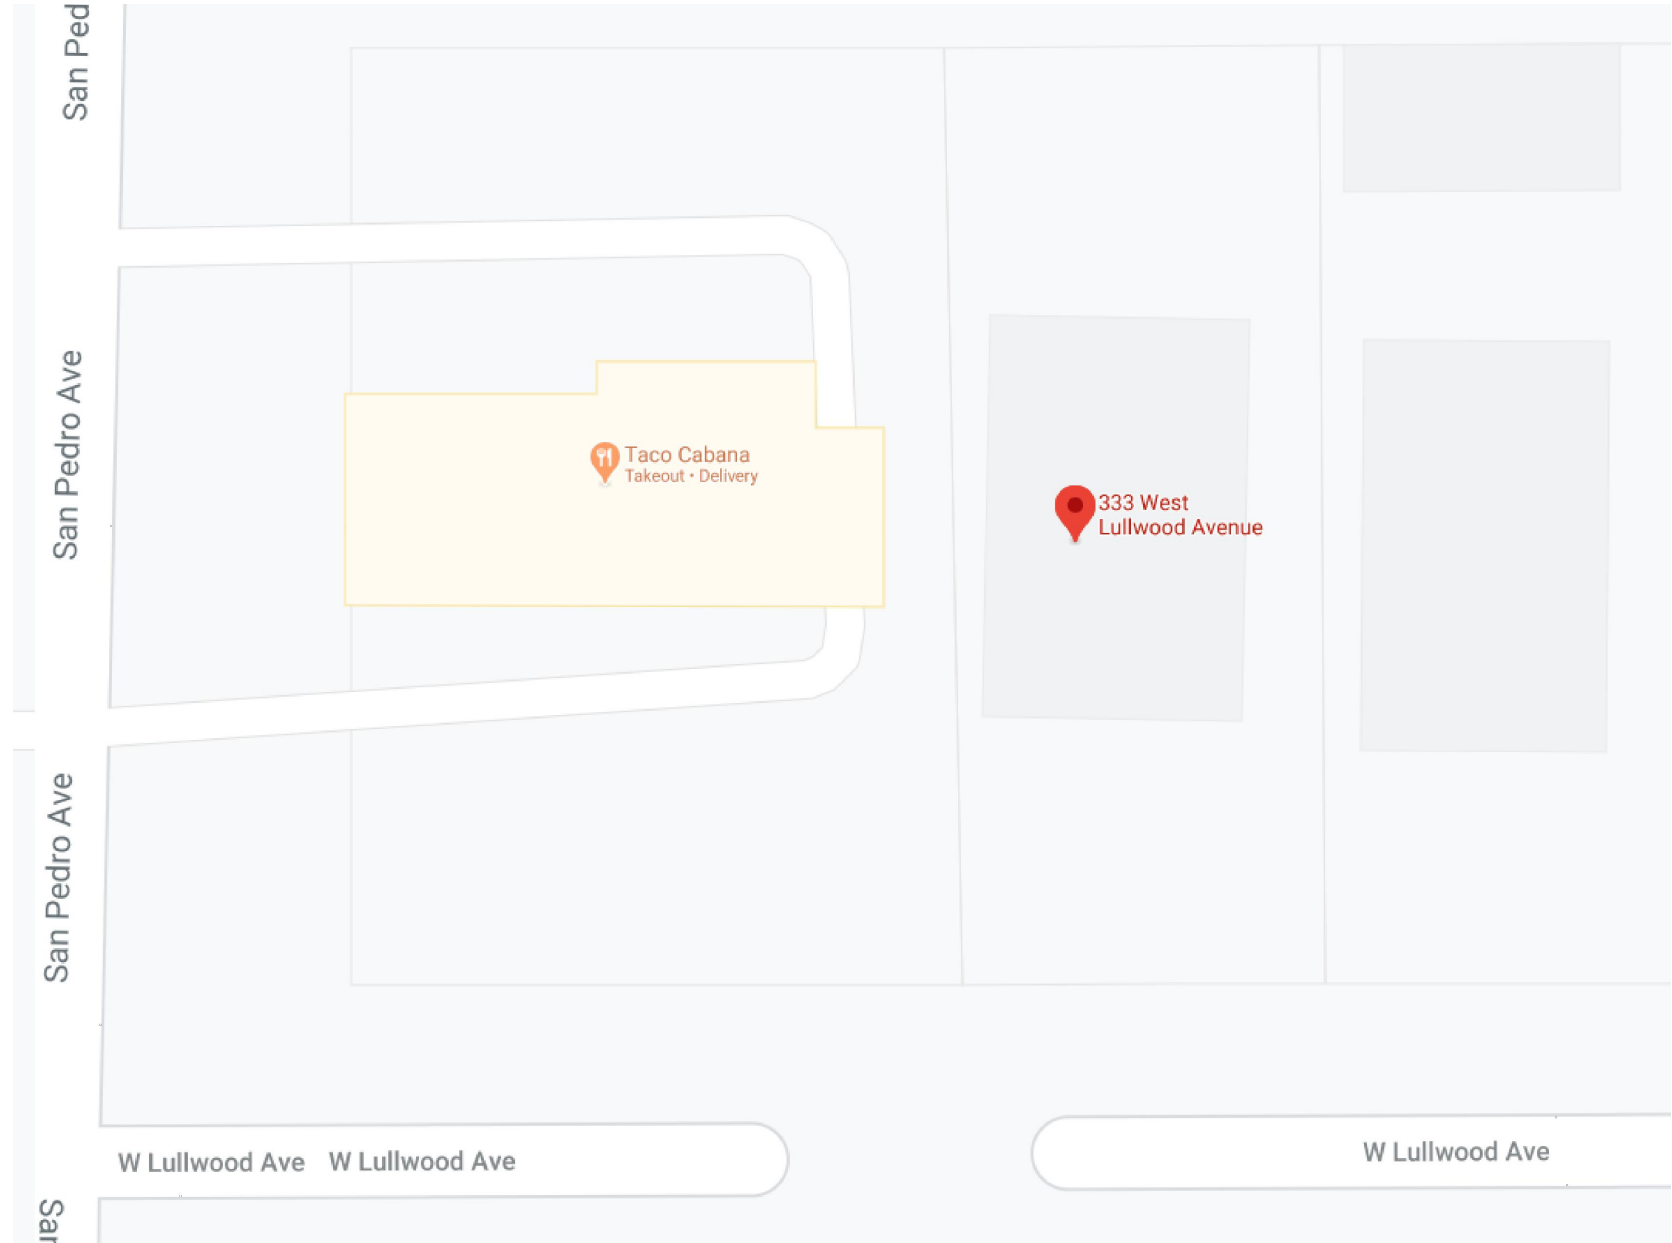 San Ped
San Pedro Ave
Taco Cabana
Takeout • Delivery
333 West
Lullwood Avenue
San Pedro Ave
W Lullwood Ave W Lullwood Ave
W Lullwood Ave
San